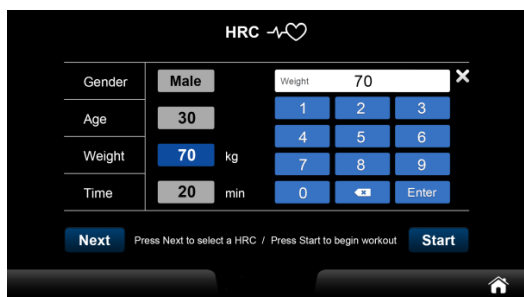 HRC
Gender Male
Weight 70
Age 30
1 2 3
4 5 6
Weight 70 kg
7 8 9
Time 20 min
0 Enter
Next Press Next to select a HRC / Press Start to begin workout Start